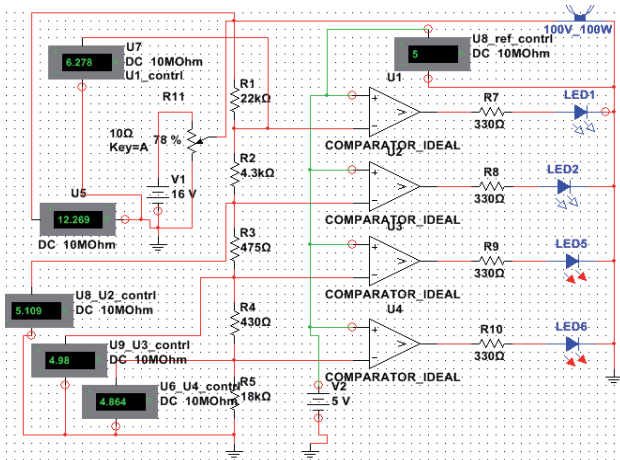 100V_100W
U7
DC 10MOhm
U1_contrl
6.278
U8_ref_contrl
DC 10MOhm
5
U1
R11
R1
22kΩ
R7
330Ω
LED1
10Ω
Key=A
78 %
COMPARATOR_IDEAL
U2
R2
4.3kΩ
V1
16 V
R8
330Ω
LED2
U5
12.269
DC 10MOhm
COMPARATOR_IDEAL
U3
R3
475Ω
R9
330Ω
LED5
U8_U2_contrl
DC 10MOhm
5.109
COMPARATOR_IDEAL
U4
R4
430Ω
R10
330Ω
LED6
U9_U3_contrl
DC 10MOhm
4.98
COMPARATOR_IDEAL
U6_U4_contrl
DC 10MOhm
4.864
R5
18kΩ
V2
5 V